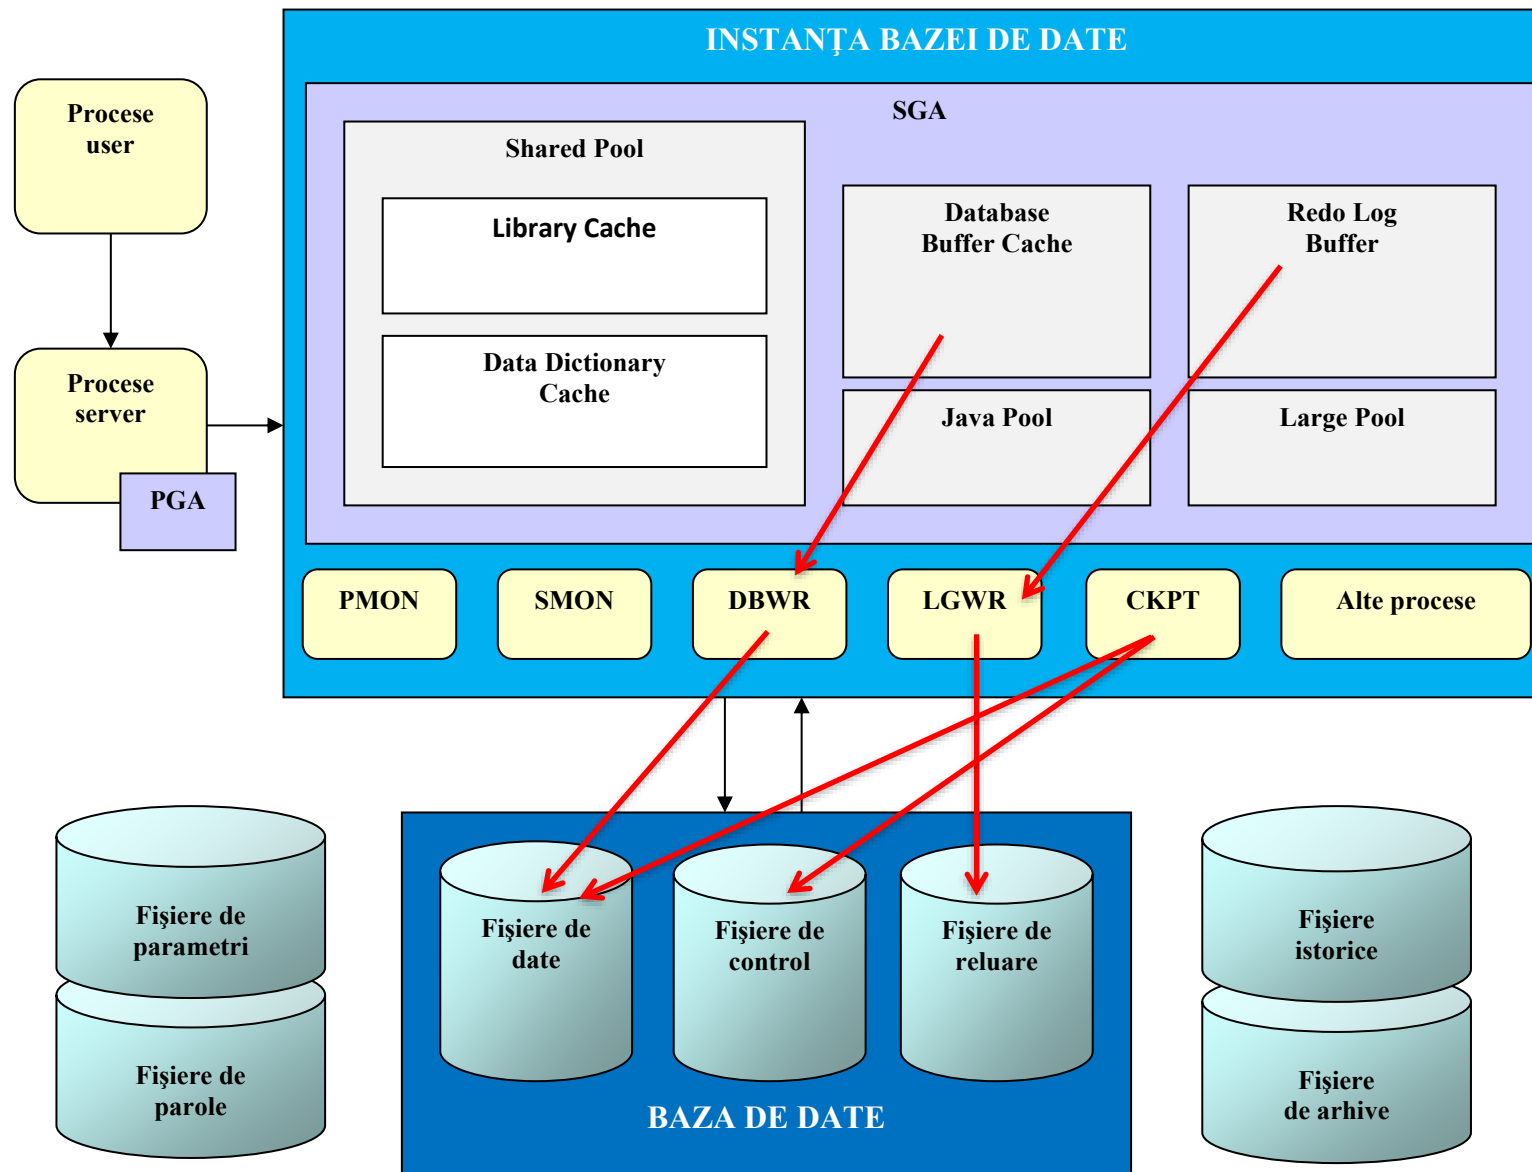 INSTANŢA BAZEI DE DATE
SGA
Procese
user
Shared Pool
Library Cache
Data Dictionary
Cache
Database
Buffer Cache
Redo Log
Buffer
Java Pool
Large Pool
Procese
server
PGA
PMON
SMON
DBWR
LGWR
CKPT
Alte procese
Fişiere de
parametri
Fişiere de
parole
Fişiere de
date
Fişiere de
control
Fişiere de
reluare
BAZA DE DATE
Fişiere
istorice
Fişiere
de arhive